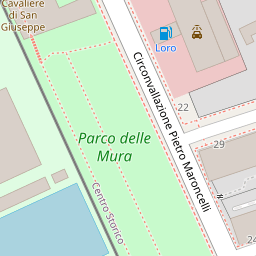 Cavaliere
di San
Giuseppe
Loro
Circonvallazione Pietro Maroncelli
22
29
Parco delle
Mura
Centro Storico
24